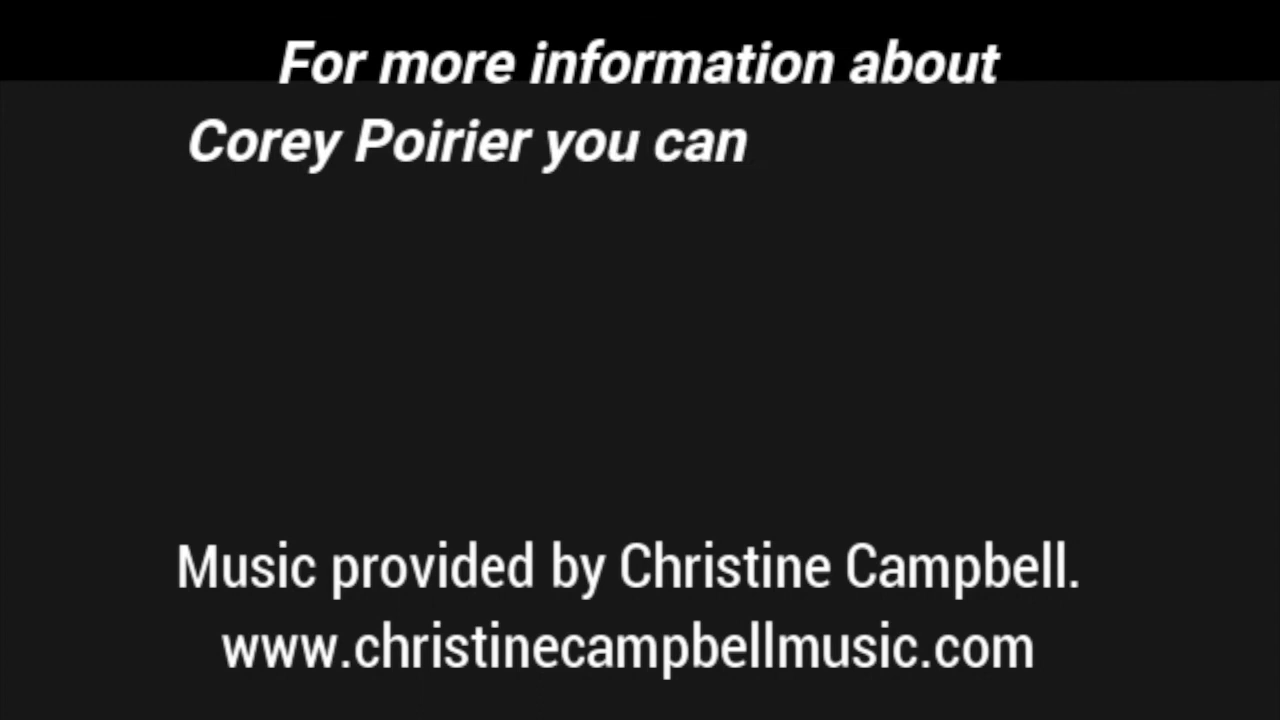 For more information about
Corey Poirier you can
Music provided by Christine Campbell.
www.christinecampbellmusic.com